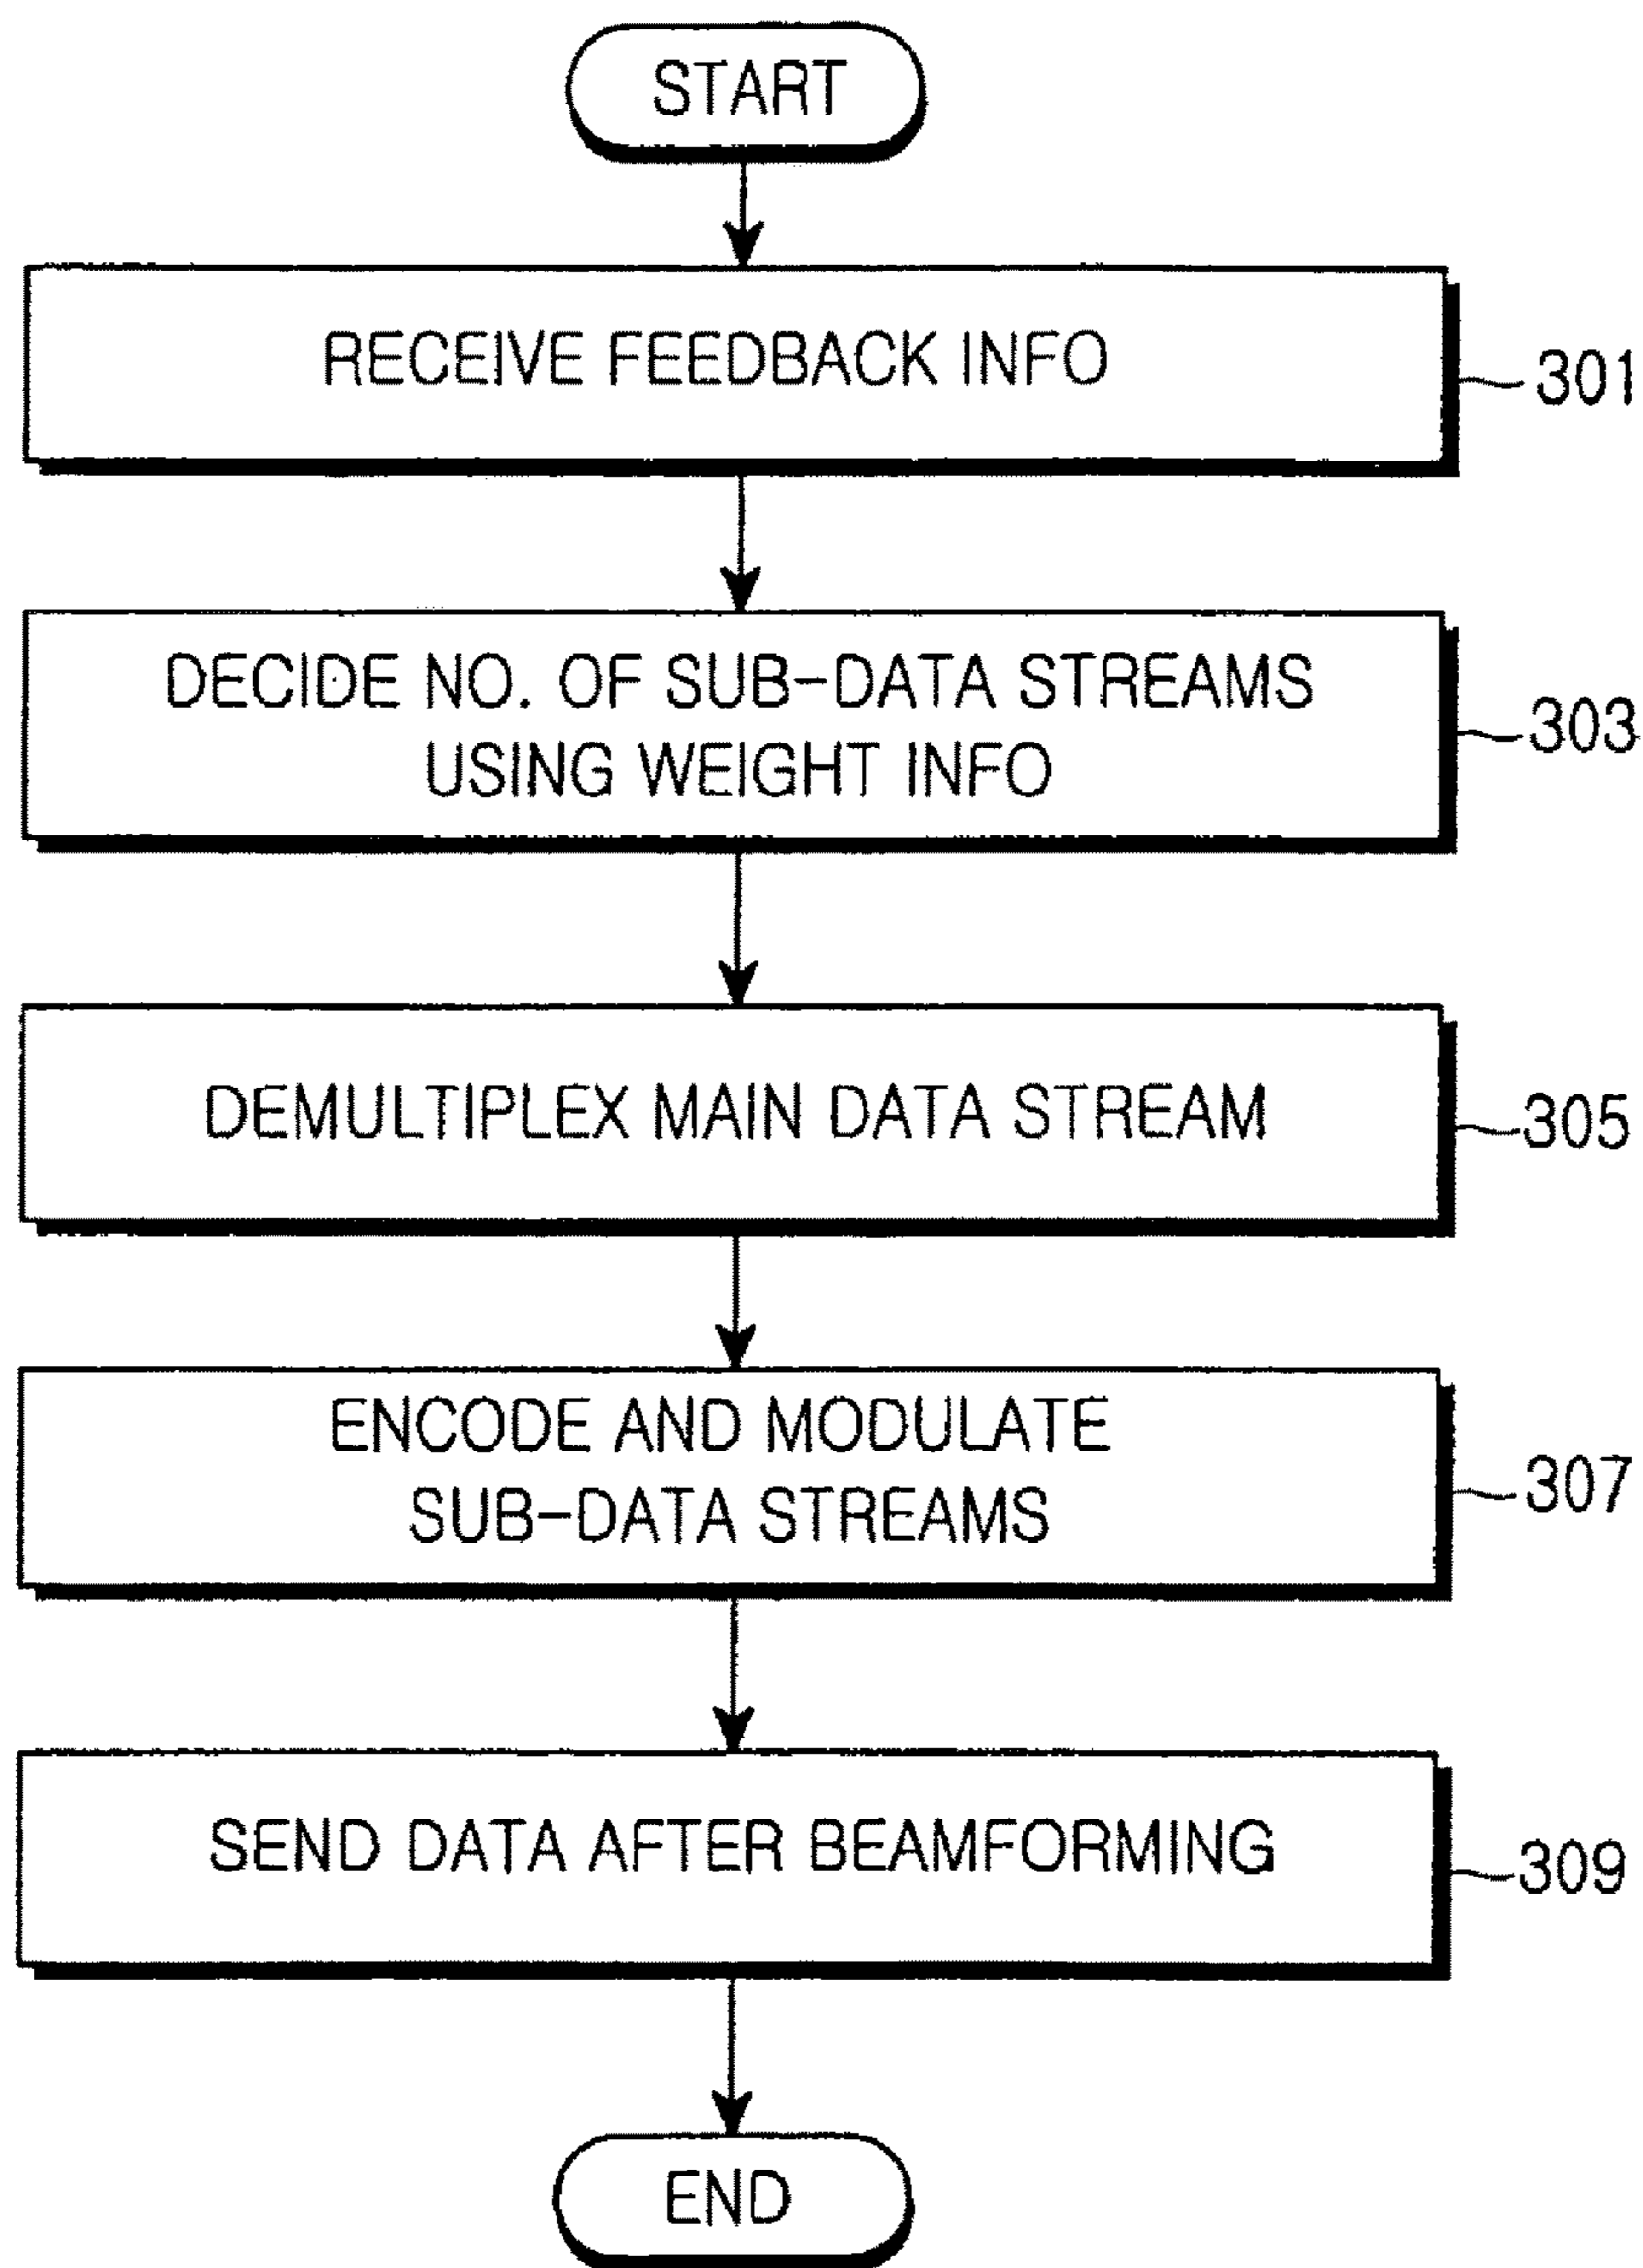 START
RECEIVE FEEDBACK INFO
301
DECIDE NO. OF SUB-DATA STREAMS
USING WEIGHT INFO
303
DEMULTIPLEX MAIN DATA STREAM
305
ENCODE AND MODULATE
SUB-DATA STREAMS
307
SEND DATA AFTER BEAMFORMING
309
END